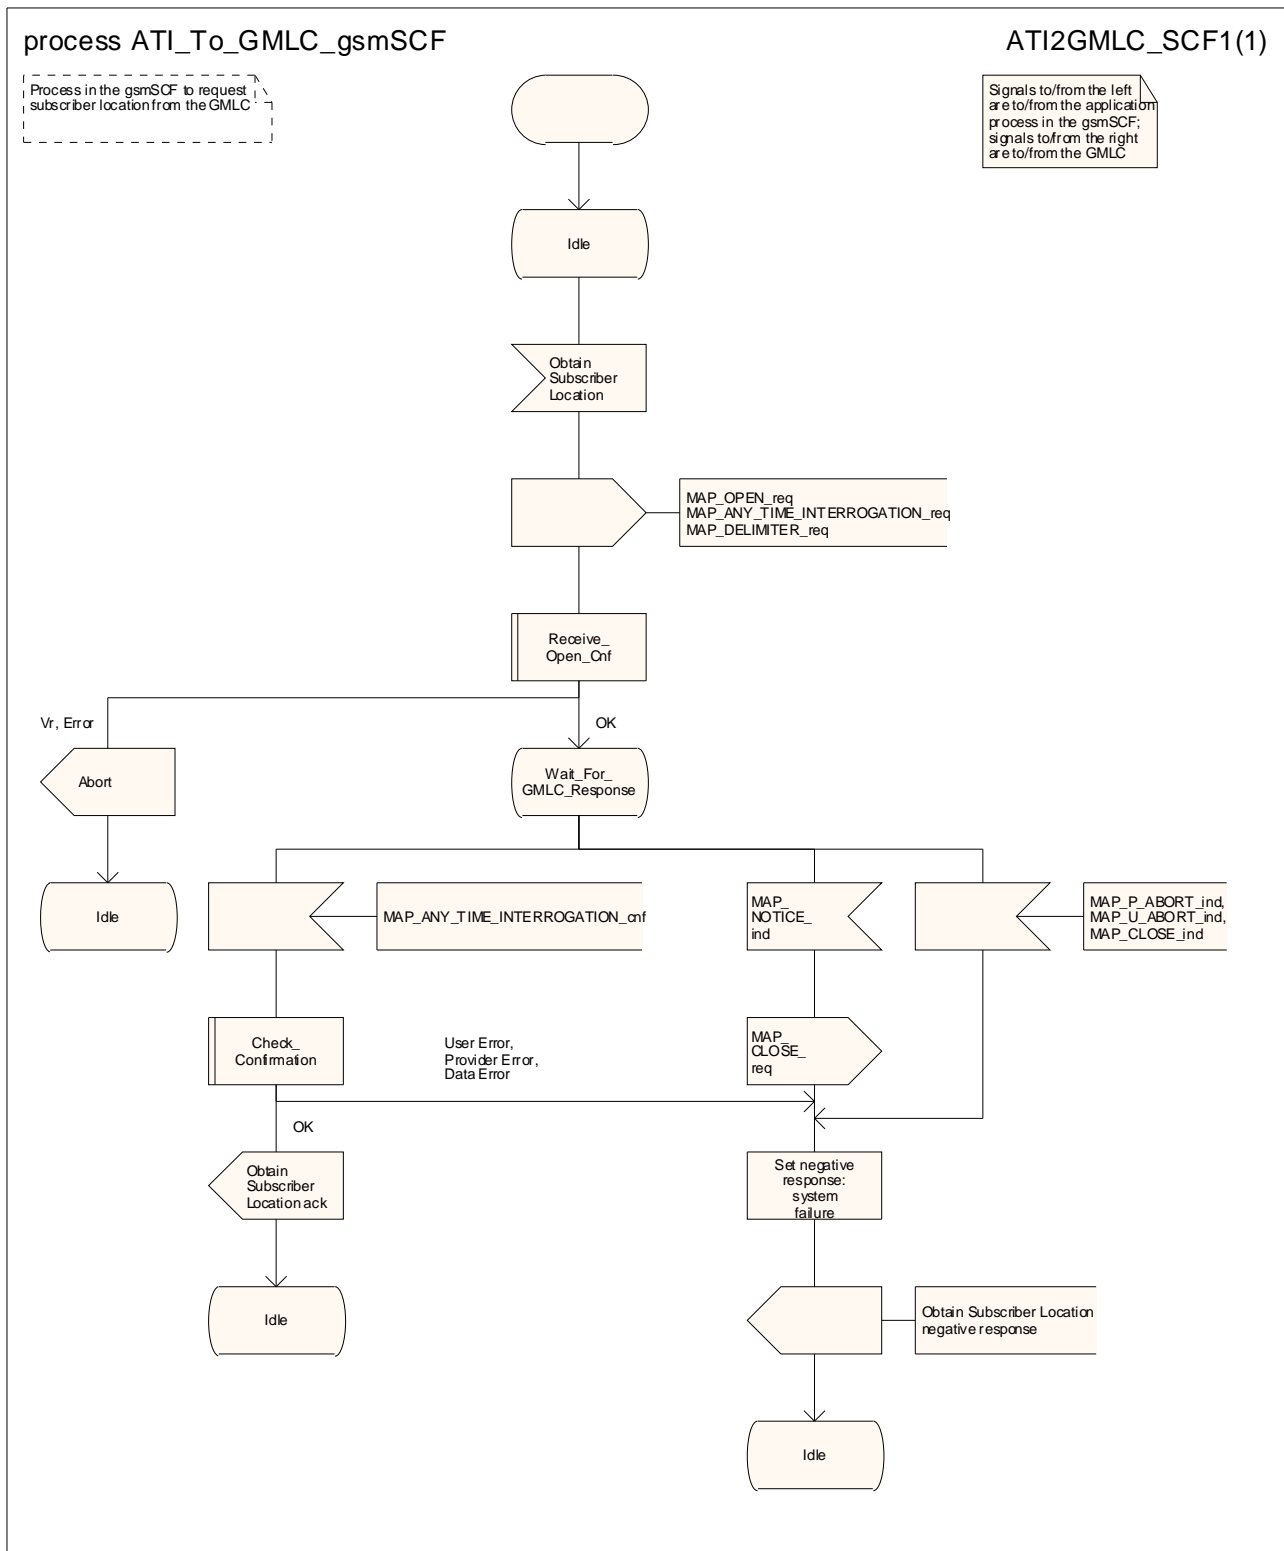 process ATI_To_GMLC_gsmSCF
ATI2GMLC_SCF1(1)
Process in the gsmSCF to request
subscriber location from the GMLC
Signals to/from the left
are to/from the application
process in the gsmSCF;
signals to/from the right
are to/from the GMLC
Idle
Obtain
Subscriber
Location
MAP_OPEN_req
MAP_ANY_TIME_INTERROGATION_req
MAP_DELIMITER_req
Receive_
Open_Cnf
Vr, Error
OK
Abort
Wait_For_
GMLC_Response
Idle
MAP_ANY_TIME_INTERROGATION_cnf
MAP_
NOTICE_
ind
MAP_P_ABORT_ind,
MAP_U_ABORT_ind,
MAP_CLOSE_ind
Check_
Confirmation
User Error,
Provider Error,
Data Error
MAP_
CLOSE_
req
OK
Obtain
Subscriber
Location ack
Set negative
response:
system
failure
Idle
Obtain Subscriber Location
negative response
Idle